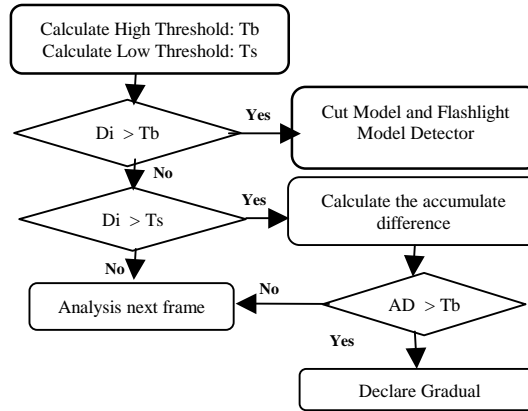 Calculate High Threshold: Tb
Calculate Low Threshold: Ts
Di > Tb
Yes
Cut Model and Flashlight
Model Detector
No
Di > Ts
Yes
Calculate the accumulate
difference
No
Analysis next frame
No
AD > Tb
Yes
Declare Gradual